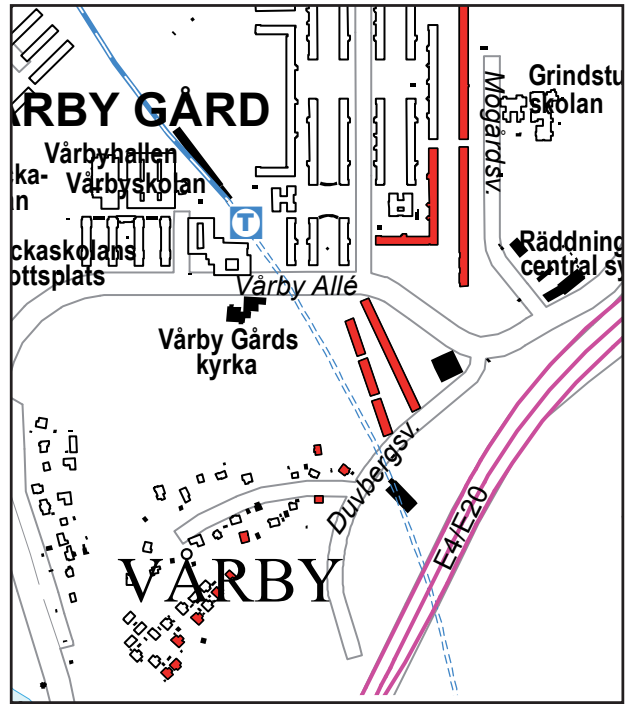 Grindstu
skolan
Mogårdsv.
ÅRBY GÅRD
Vårbyhallen
Vårbyskolan
cka-
an
T
ckaskolans
ottsplats
Räddning
central sy
Vårby Allé
Vårby Gårds
kyrka
Duvbergsv.
E4/E20
VÅRBY